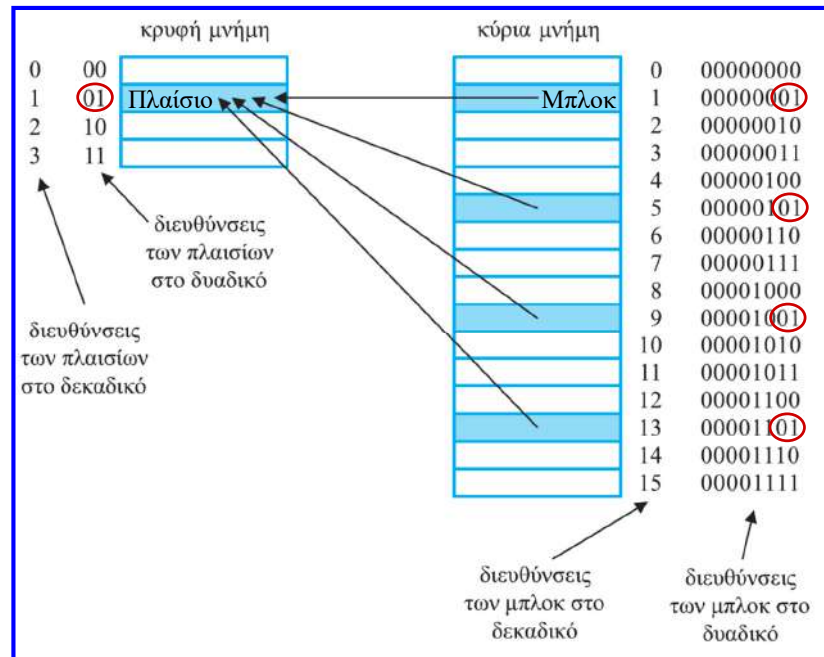 κρυφή μνήμη κύρια μνήμη
0 00 0 00000000
1 01 Πλαίσιο Μπλοκ 1 00000001
2 10 2 00000010
3 11 3 00000011
4 00000100
5 00000101
6 00000110
7 00000111
8 00001000
9 00001001
10 00001010
11 00001011
12 00001100
13 00001101
14 00001110
15 00001111
διευθύνσεις
των πλαισίων
στο δυαδικό
διευθύνσεις
των πλαισίων
στο δεκαδικό
διευθύνσεις
των μπλοκ στο
δεκαδικό
διευθύνσεις
των μπλοκ στο
δυαδικό